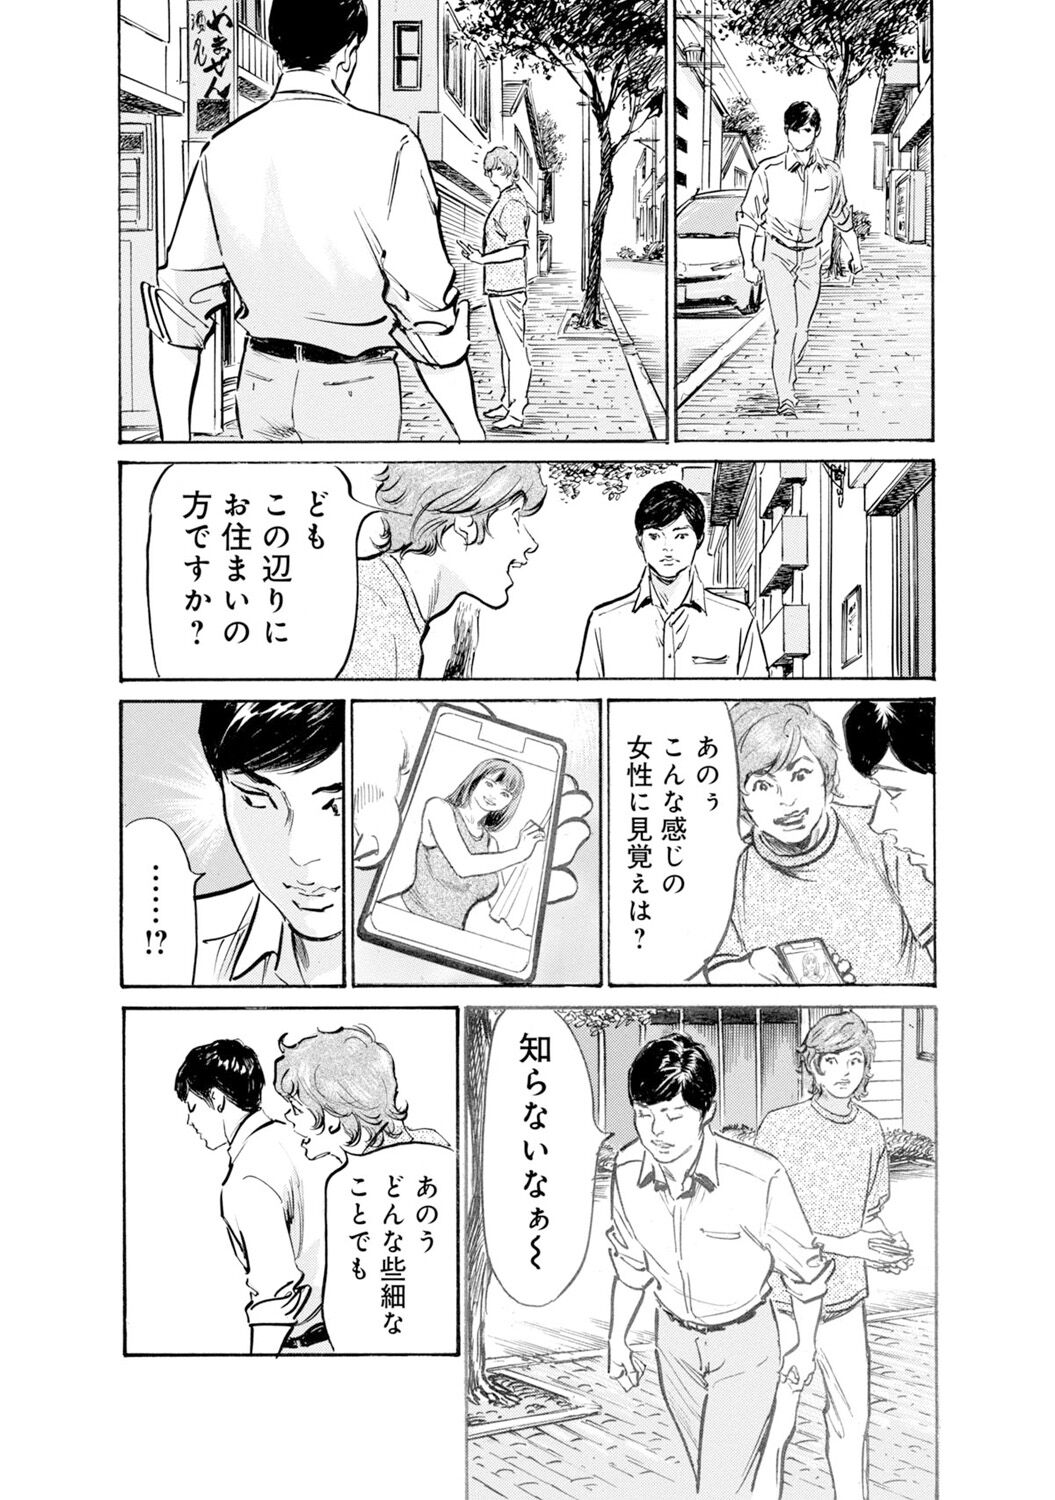 ども
この辺りに
お住まいの
方ですか？
あのぅ
こんな感じの
女性に見覚えは？
……⁉
知らないなぁ〜
あのう
どんな些細な
ことでも